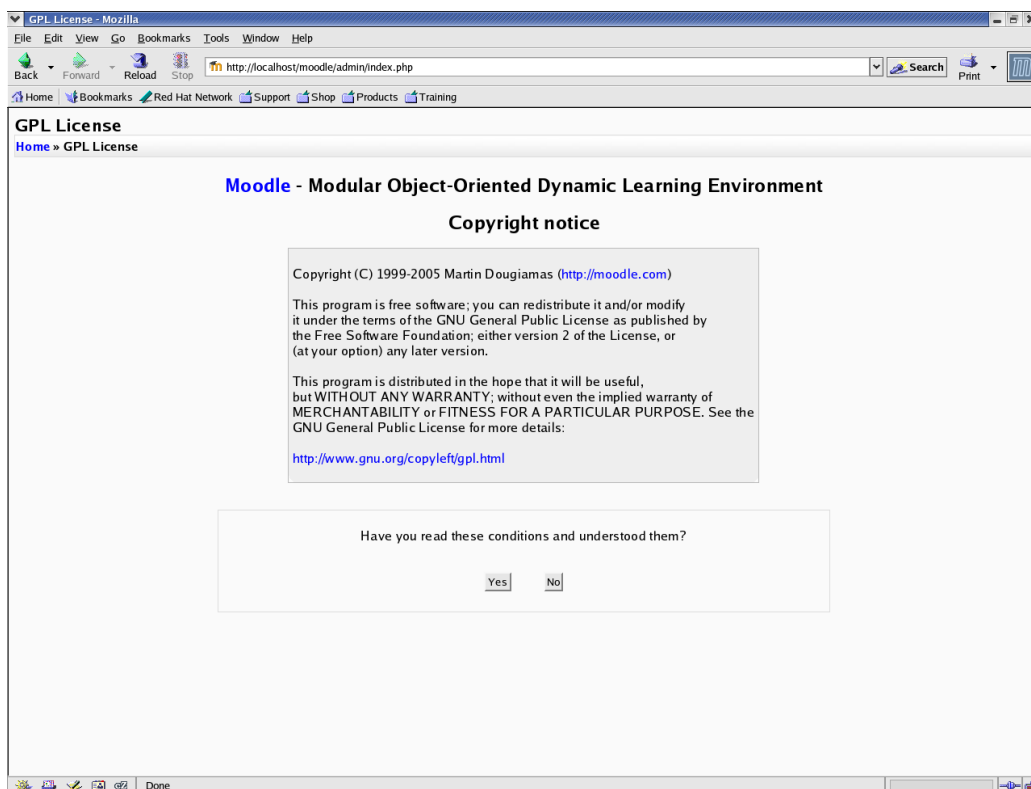 GPL License - Mozilla
File Edit View Go Bookmarks Tools Window Help
Back Forward Reload Stop http://localhost/moodle/admin/index.php Search Print
Home Bookmarks Red Hat Network Support Shop Products Training
GPL License
Home » GPL License
Moodle - Modular Object-Oriented Dynamic Learning Environment
Copyright notice
Copyright (C) 1999-2005 Martin Dougiamas (http://moodle.com)
This program is free software; you can redistribute it and/or modify
it under the terms of the GNU General Public License as published by
the Free Software Foundation; either version 2 of the License, or
(at your option) any later version.
This program is distributed in the hope that it will be useful,
but WITHOUT ANY WARRANTY; without even the implied warranty of
MERCHANTABILITY or FITNESS FOR A PARTICULAR PURPOSE. See the
GNU General Public License for more details:
http://www.gnu.org/copyleft/gpl.html
Have you read these conditions and understood them?
Yes No
Done